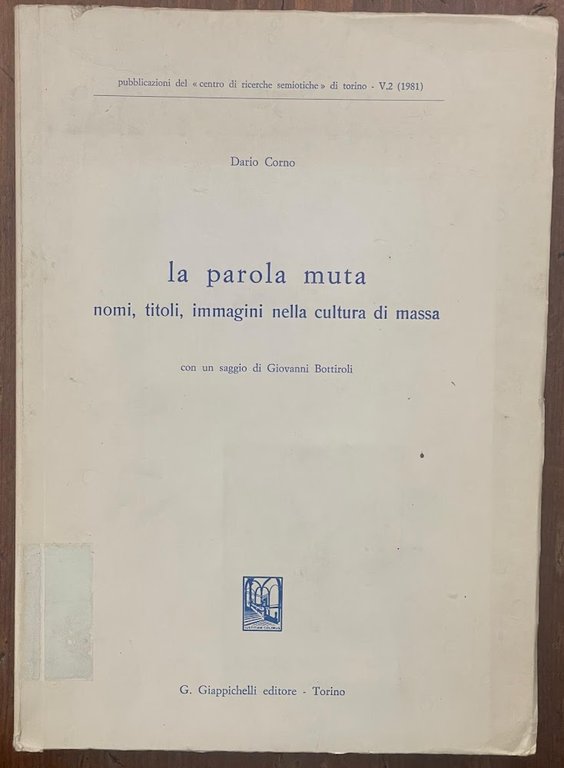 pubblicazioni del « centro di ricerche semiotiche » di torino - V.2 (1981)
Dario Corno
la parola muta
nomi, titoli, immagini nella cultura di massa
con un saggio di Giovanni Bottiroli
G. Giappichelli editore - Torino